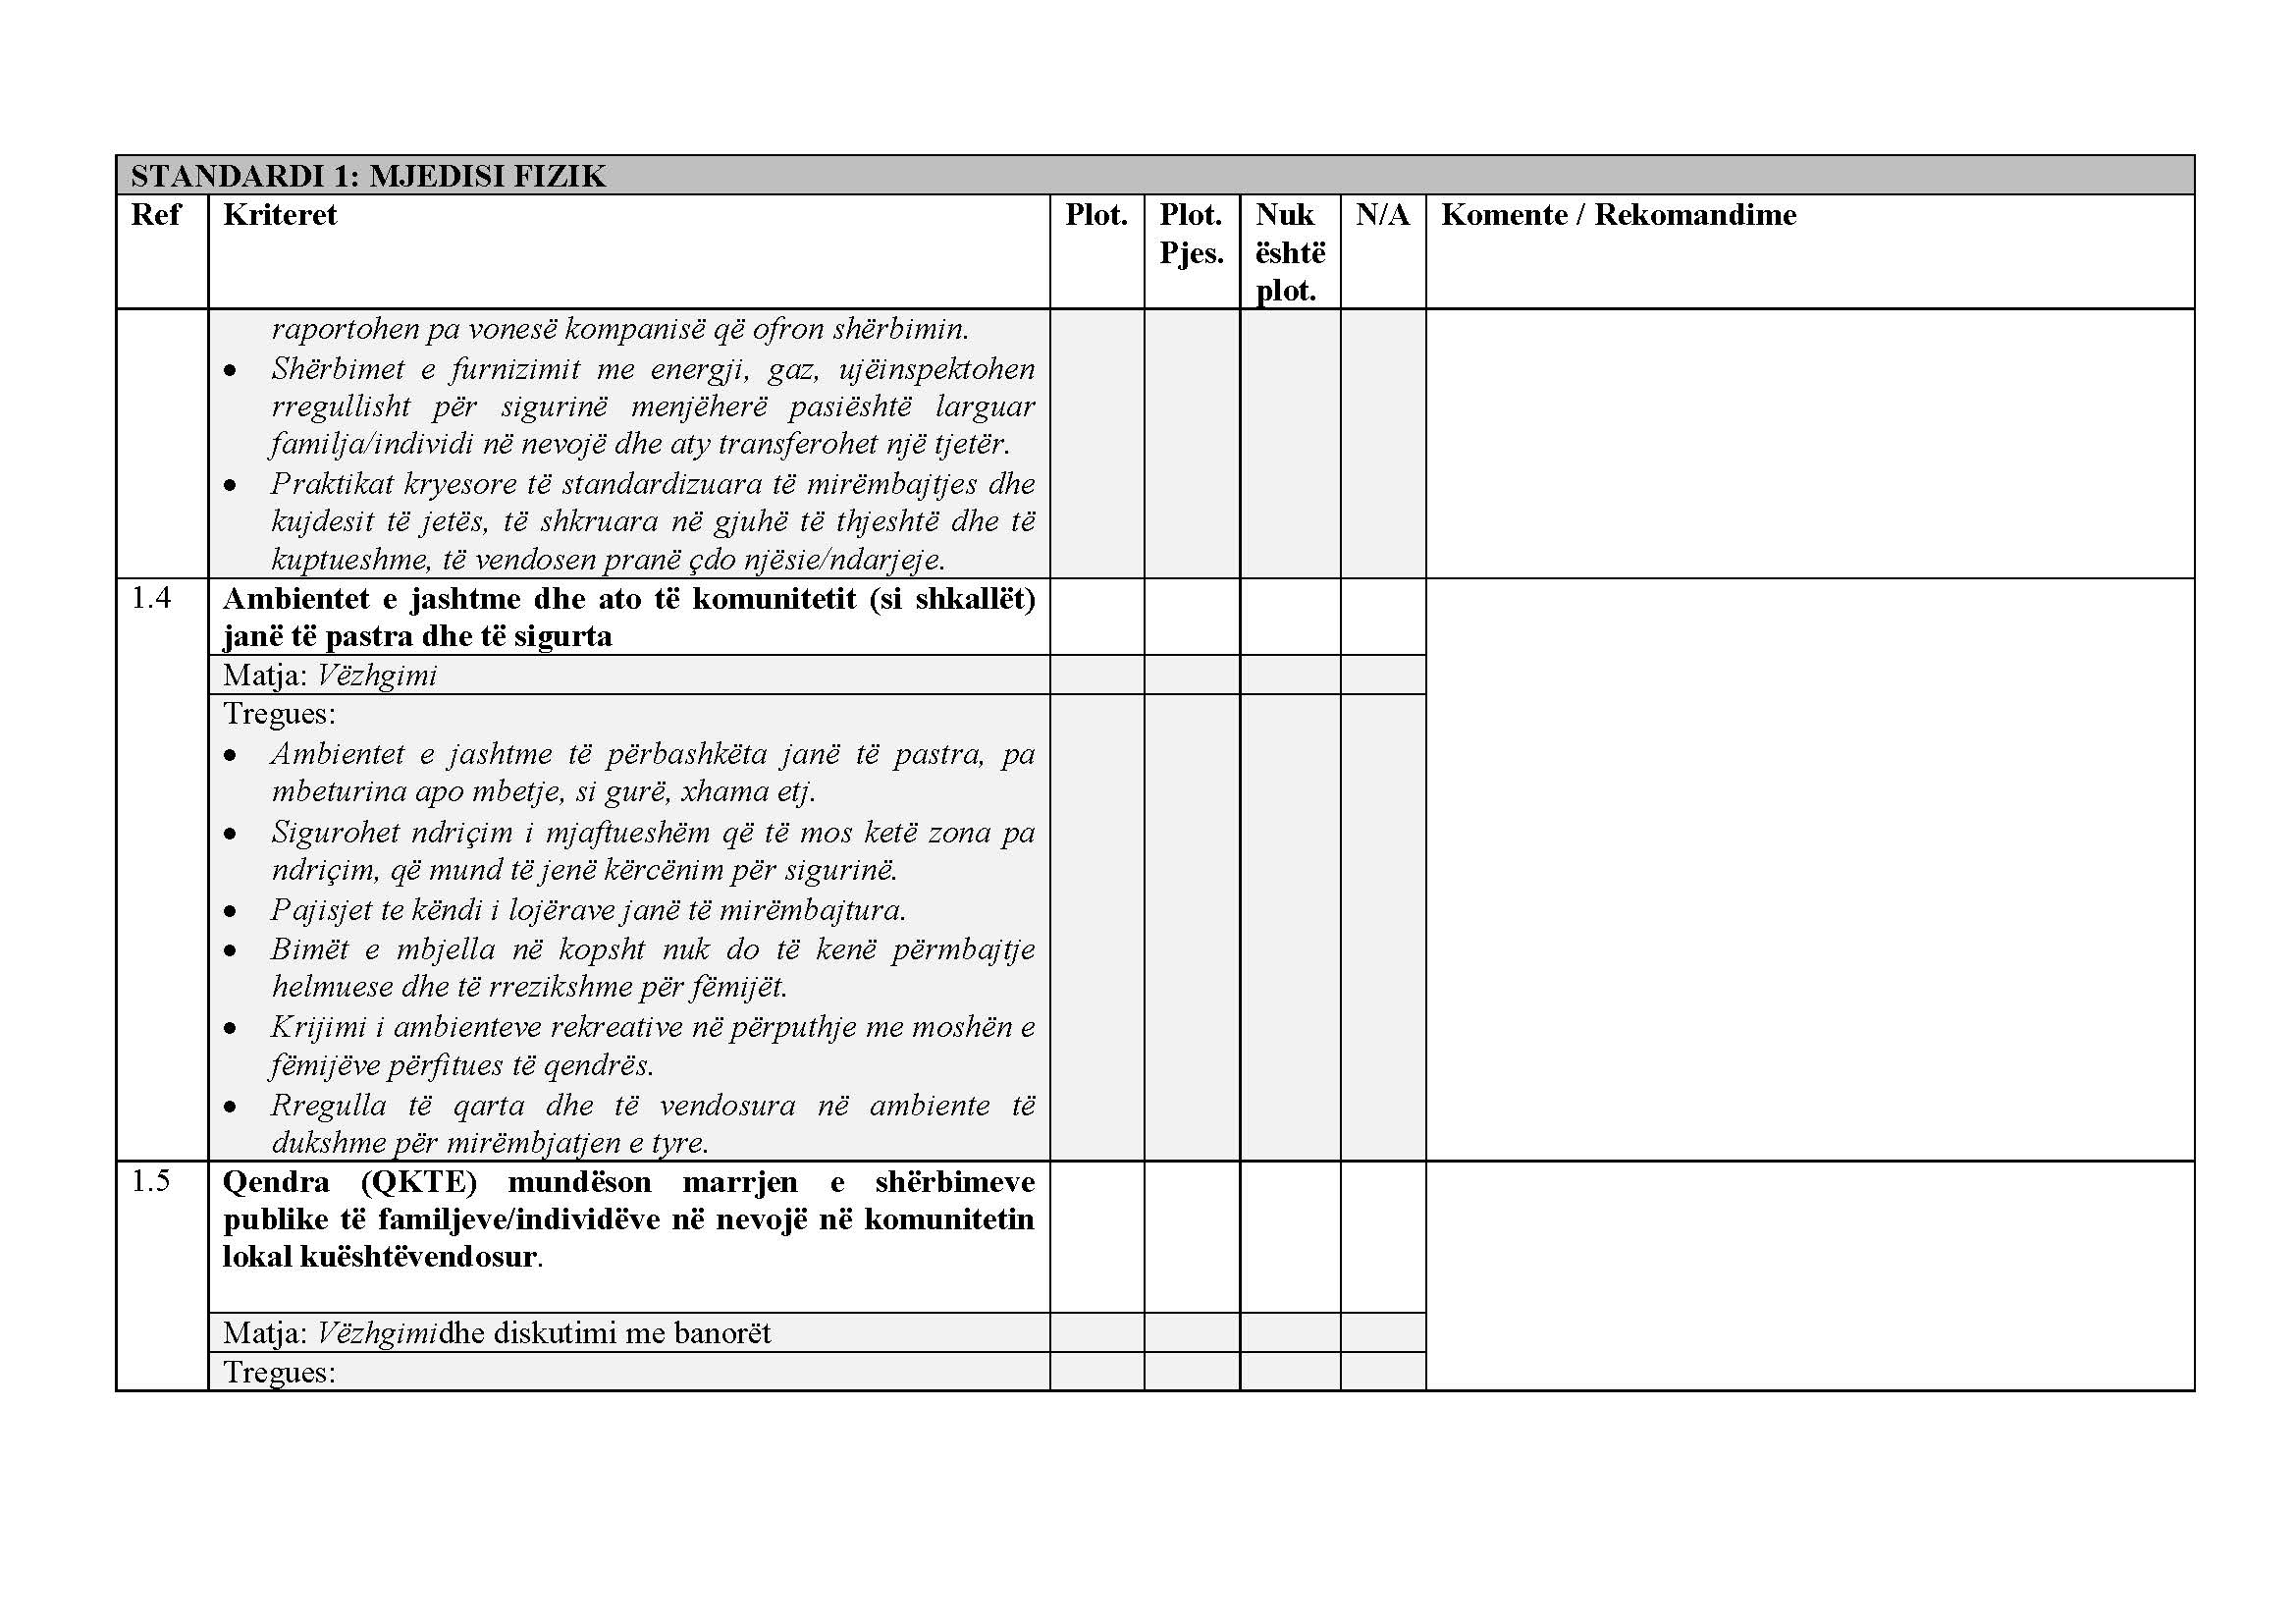 STANDARDI 1: MJEDISI FIZIK
Ref Kriteret Plot. Plot. Pjes. Nuk është plot. N/A Komente / Rekomandime
raportohen pa vonesë kompanisë që ofron shërbimin.
• Shërbimet e furnizimit me energji, gaz, ujëinspektohen
rregullisht për sigurinë menjëherë pasiështë larguar
familja/individi në nevojë dhe aty transferohet një tjetër.
• Praktikat kryesore të standardizuara të mirëmbajtjes dhe
kujdesit të jetës, të shkruara në gjuhë të thjeshtë dhe të
kuptueshme, të vendosen pranë çdo njësie/ndarjeje.
1.4 Ambientet e jashtme dhe ato të komunitetit (si shkallët)
janë të pastra dhe të sigurta
Matja: Vëzhgimi
Tregues:
• Ambientet e jashtme të përbashkëta janë të pastra, pa
mbeturina apo mbetje, si gurë, xhama etj.
• Sigurohet ndriçim i mjaftueshëm që të mos ketë zona pa
ndriçim, që mund të jenë kërcënim për sigurinë.
• Pajisjet te këndi i lojërave janë të mirëmbajtura.
• Bimët e mbjella në kopsht nuk do të kenë përmbajtje
helmuese dhe të rrezikshme për fëmijët.
• Krijimi i ambienteve rekreative në përputhje me moshën e
fëmijëve përfitues të qendrës.
• Rregulla të qarta dhe të vendosura në ambiente të
dukshme për mirëmbjatjen e tyre.
1.5 Qendra (QKTE) mundëson marrjen e shërbimeve
publike të familjeve/individëve në nevojë në komunitetin
lokal kuështëvendosur.
Matja: Vëzhgimidhe diskutimi me banorët
Tregues: